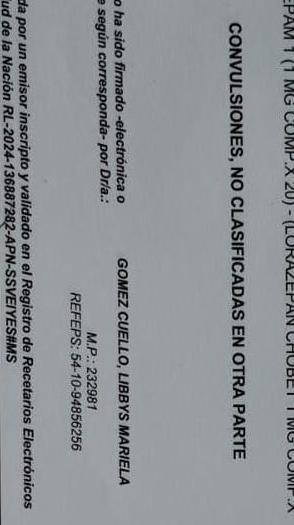 EPAM 1 (1 MG COMP.X 20) - (LORAZEPAN CHOBET 1 MG COMP.X
CONVULSIONES, NO CLASIFICADAS EN OTRA PARTE
o ha sido firmado -electrónica o
e según corresponda- por Dr/a.:
GOMEZ CUELLO, LIBBYS MARIELA
M.P.: 232981
REFEPS: 54-10-94856256
da por un emisor inscripto y validado en el Registro de Recetarios Electrónicos
ud de la Nación RL-2024-136887282-APN-SSVEIYES#MS